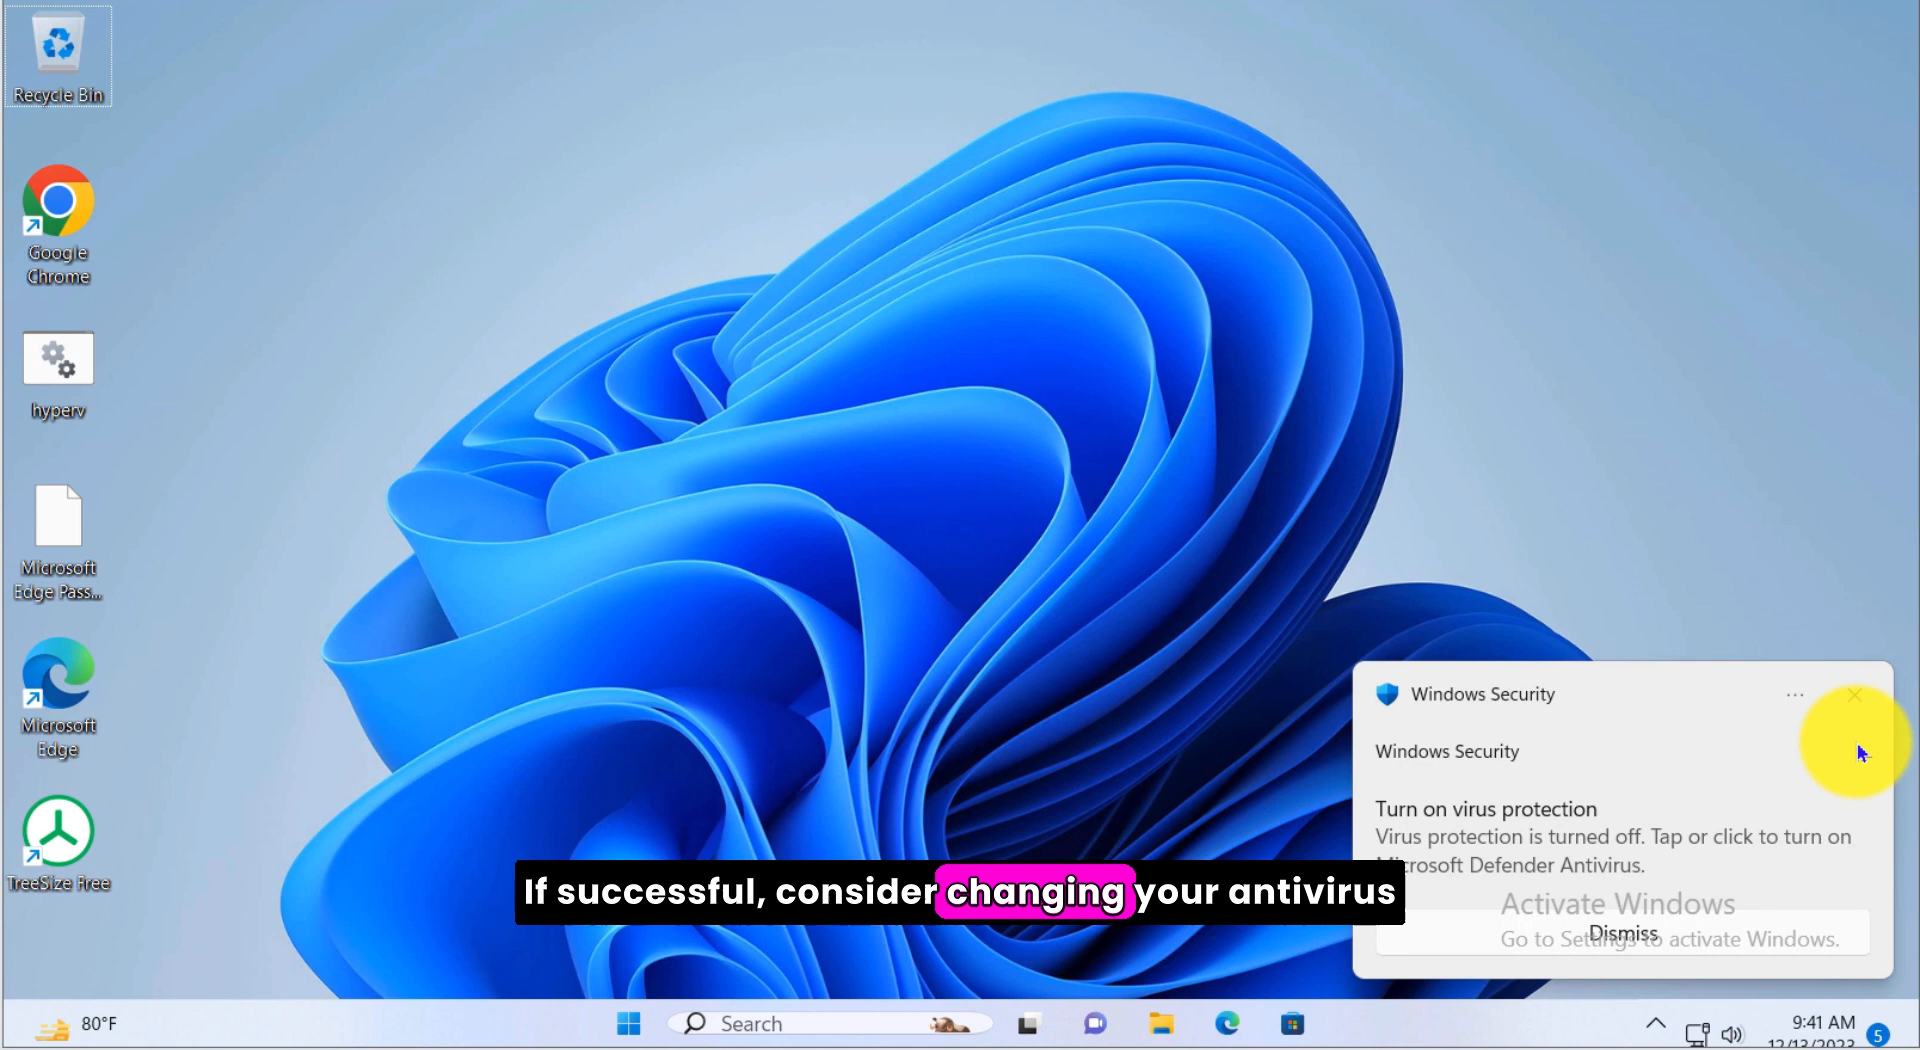 Recycle Bin
Google
Chrome
hyperv
Microsoft
Edge Pass...
Microsoft
Edge
TreeSize Free
Windows Security
Windows Security
Turn on virus protection
Virus protection is turned off. Tap or click to turn on
crosoft Defender Antivirus.
If successful, consider changing your antivirus
Activate Windows
Dismiss
Go to Settings to activate Windows.
80°F
Search
9:41 AM
12/13/2023
5